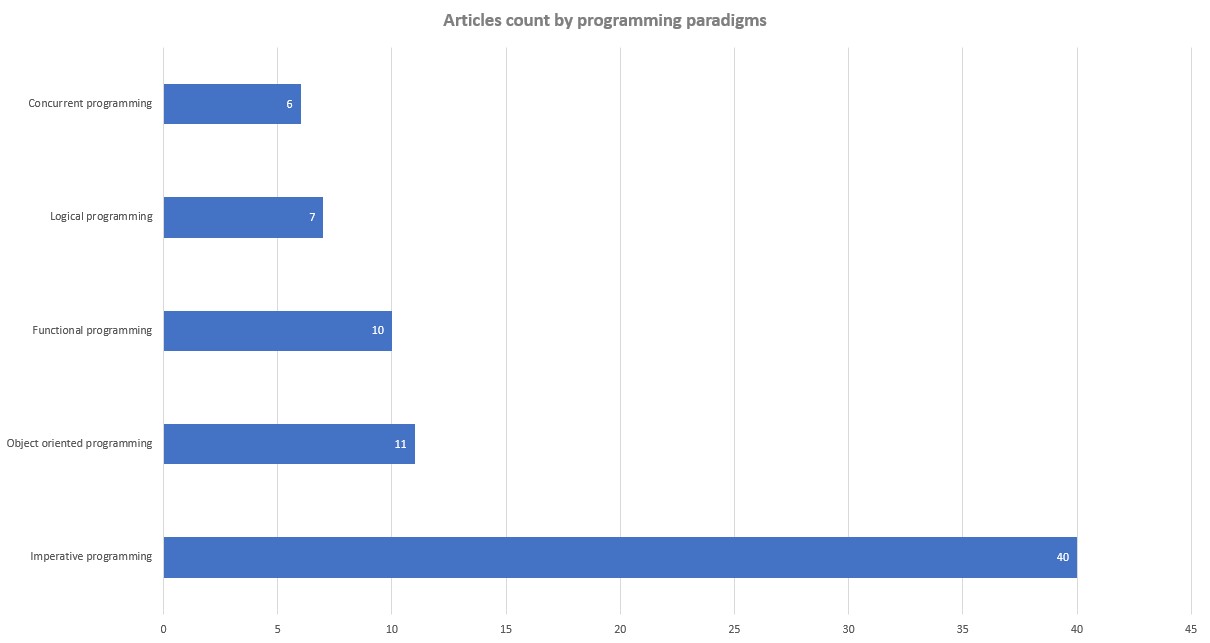 Articles count by programming paradigms
Concurrent programming
6
Logical programming
7
Functional programming
10
Object oriented programming
11
Imperative programming
40
0 5 10 15 20 25 30 35 40 45